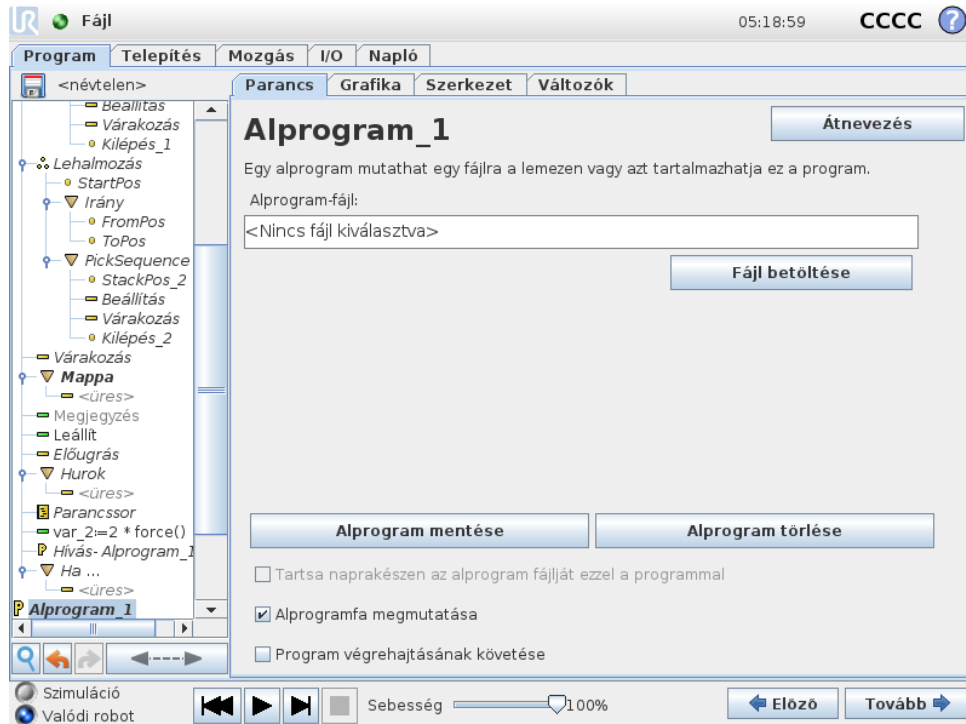 Fájl
05:18:59
CCCC
?
Program
Telepítés
Mozgás
I/O
Napló
<névtelen>
Beállítás
Várakozás
Kilépés_1
Lehalmozás
StartPos
Irány
FromPos
ToPos
PickSequence
StackPos_2
Beállítás
Várakozás
Kilépés_2
Várakozás
Mappa
<üres>
Megjegyzés
Leállít
Előugrás
Hurok
<üres>
Parancssor
var_2:=2 * force()
Hívás- Alprogram_1
Ha ...
<üres>
Alprogram_1
Parancs
Grafika
Szerkezet
Változók
Alprogram_1
Átnevezés
Egy alprogram mutathat egy fájlra a lemezen vagy azt tartalmazhatja ez a program.
Alprogram-fájl:
<Nincs fájl kiválasztva>
Fájl betöltése
Alprogram mentése
Alprogram törlése
Tartsa naprakészen az alprogram fájlját ezzel a programmal
Alprogramfa megmutatása
Program végrehajtásának követése
Szimuláció
Valódi robot
Sebesség
100%
Előző
Tovább